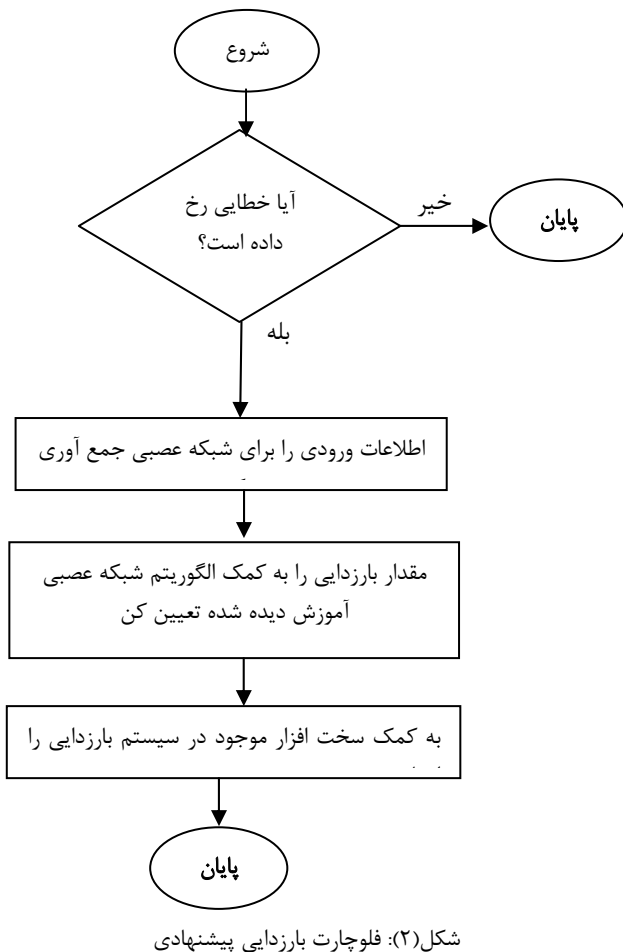 شروع
آیا خطایی رخ
داده است؟
خیر
پایان
بله
اطلاعات ورودی را برای شبکه عصبی جمع آوری
مقدار بارزدایی را به کمک الگوریتم شبکه عصبی
آموزش دیده شده تعیین کن
به کمک سخت افزار موجود در سیستم بارزدایی را
پایان
شکل(۲): فلوچارت بارزدایی پیشنهادی